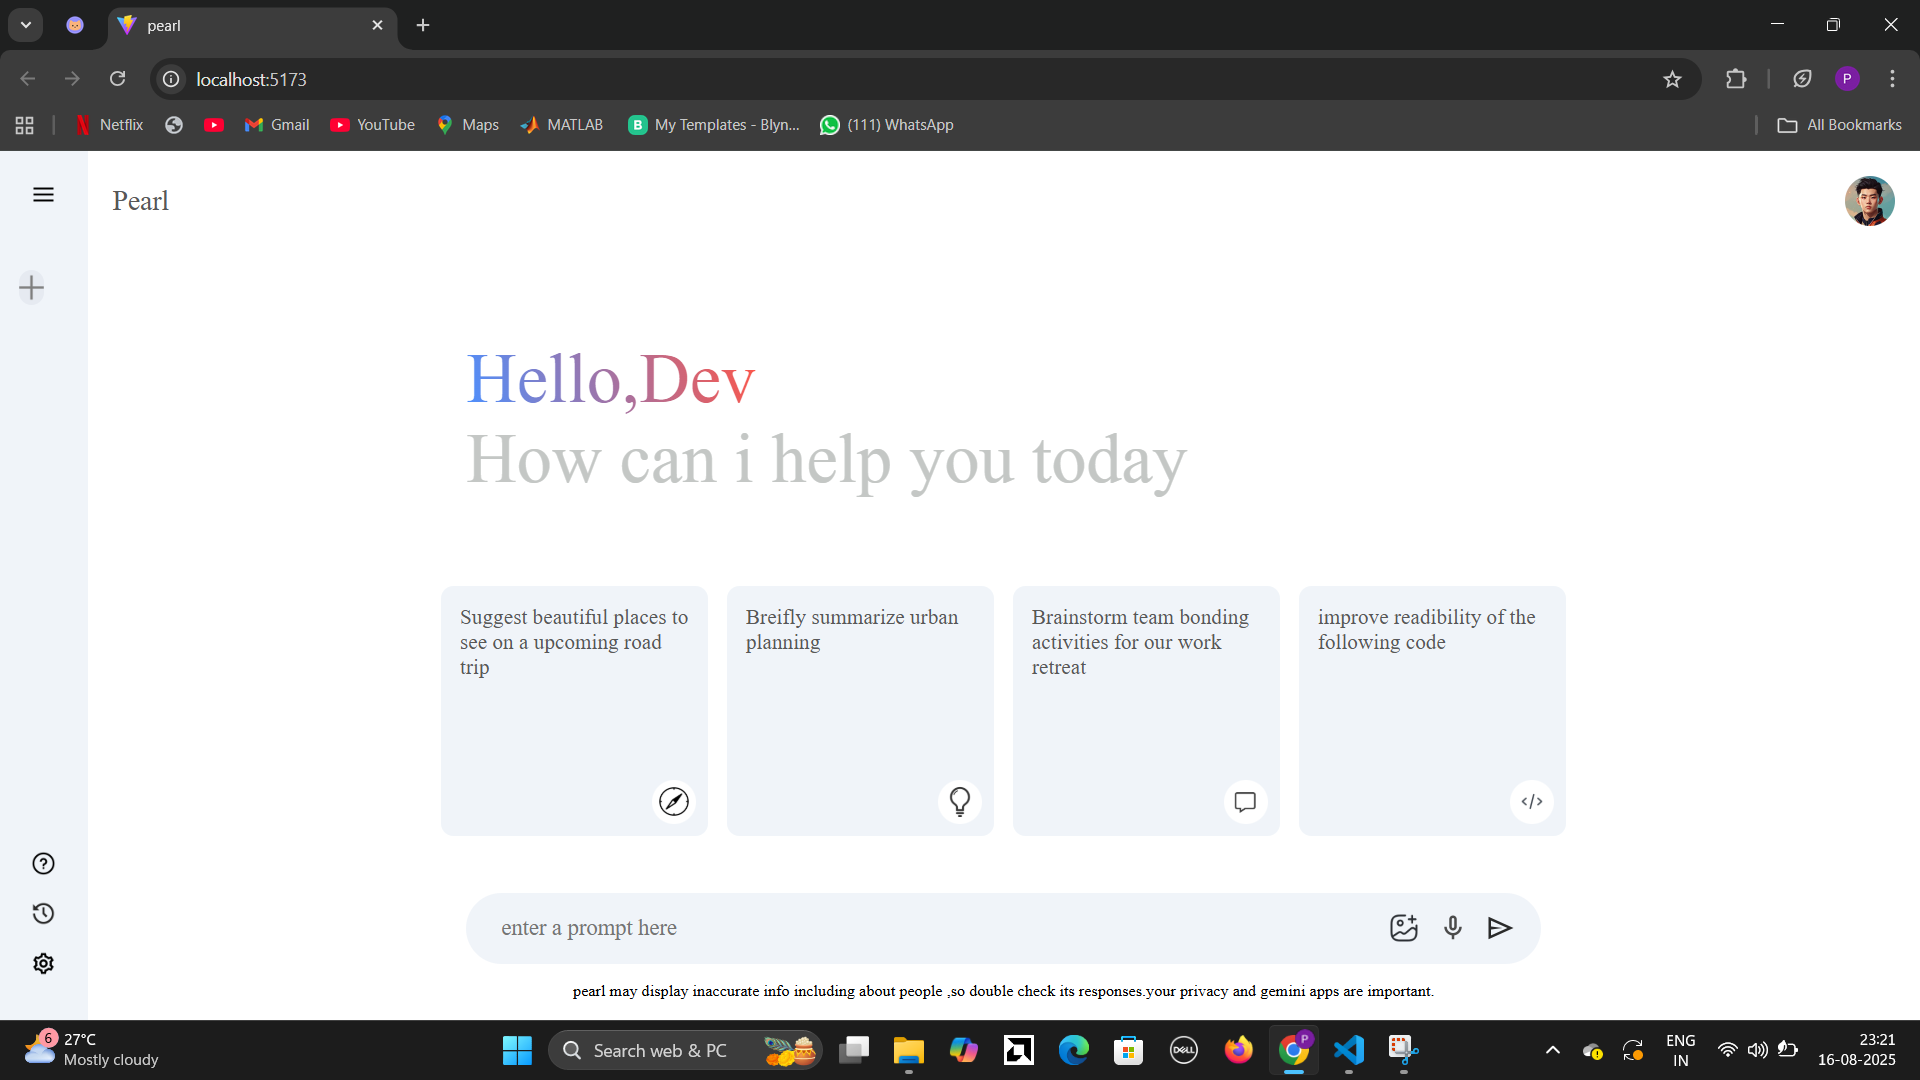 pearl
localhost:5173
P
Netflix
Gmail
YouTube
Maps
MATLAB
B
My Templates - Blyn...
(111) WhatsApp
All Bookmarks
Pearl
Hello,Dev
How can i help you today
Suggest beautiful places to
see on a upcoming road
trip
Breifly summarize urban
planning
Brainstorm team bonding
activities for our work
retreat
improve readibility of the
following code
</>
enter a prompt here
pearl may display inaccurate info including about people ,so double check its responses.your privacy and gemini apps are important.
6
27°C
Mostly cloudy
Search web & PC
DELL
P
ENG
IN
23:21
16-08-2025